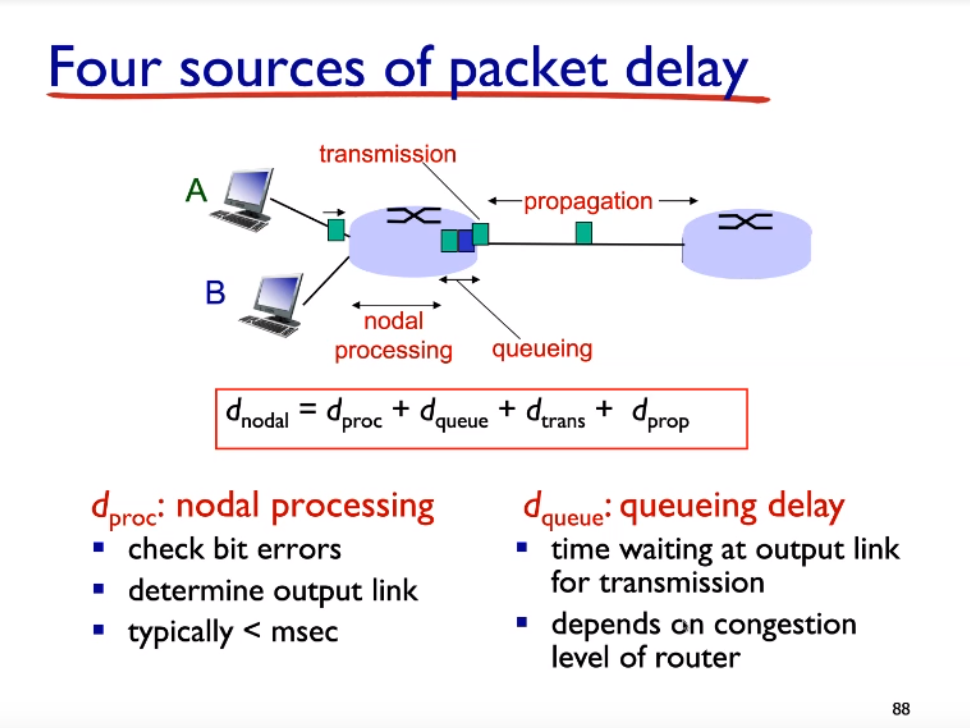 Four sources of packet delay
transmission
A
propagation
B
nodal
processing
queueing
dnodal = dproc + dqueue + dtrans + dprop
dproc: nodal processing
▪ check bit errors
▪ determine output link
▪ typically < msec
dqueue: queueing delay
▪ time waiting at output link
for transmission
▪ depends on congestion
level of router
88